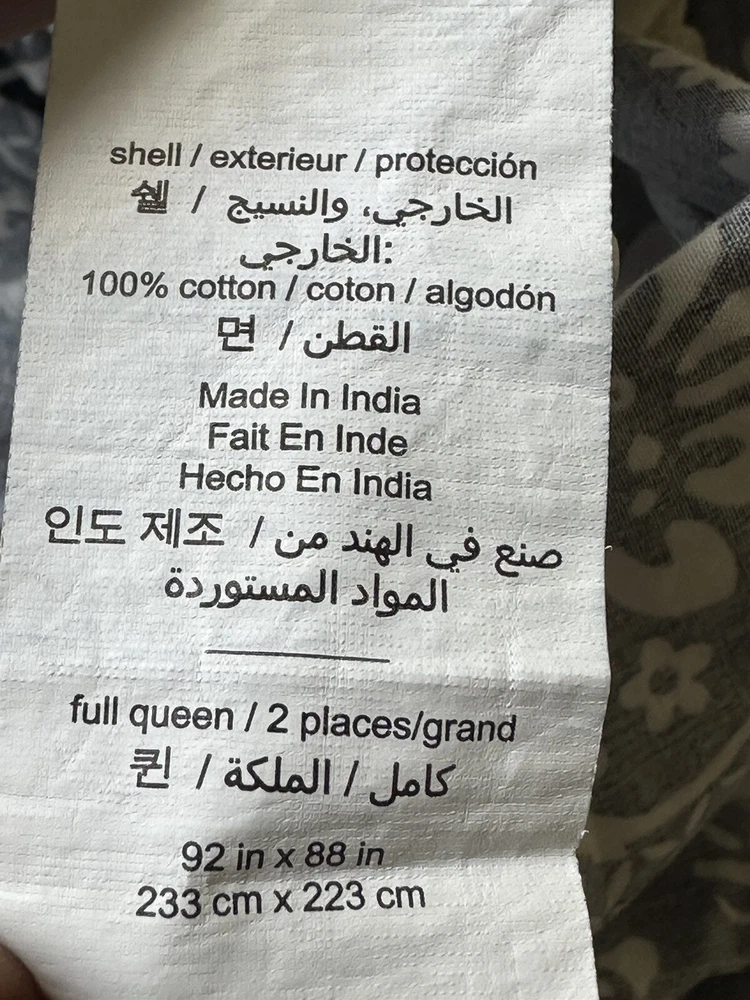 shell / exterieur / protección
쉘 / الخارجي، والنسيج
الخارجي:
100% cotton / coton / algodón
면 / القطن
Made In India
Fait En Inde
Hecho En India
인도 제조 / صنع في الهند من
المواد المستوردة
full queen / 2 places/grand
퀸 / كامل / الملكة
92 in x 88 in
233 cm x 223 cm